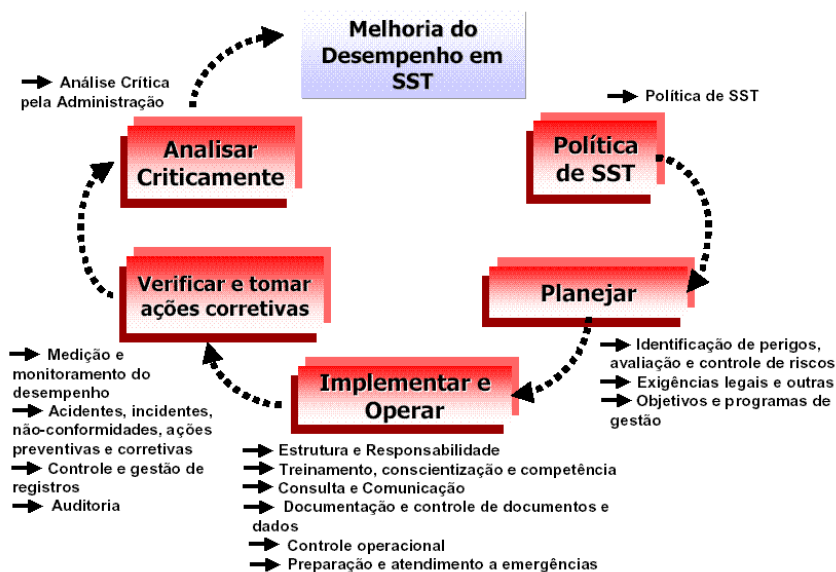 Melhoria do
Desempenho em
SST
→ Análise Crítica
pela Administração
→ Política de SST
Analisar
Criticamente
Política
de SST
Verificar e tomar
ações corretivas
Planejar
→ Medição e
monitoramento do
desempenho
→ Acidentes, incidentes,
não-conformidades, ações
preventivas e corretivas
→ Controle e gestão de
registros
→ Auditoria
Implementar e
Operar
→ Identificação de perigos,
avaliação e controle de riscos
→ Exigências legais e outras
→ Objetivos e programas de
gestão
→ Estrutura e Responsabilidade
→ Treinamento, conscientização e competência
→ Consulta e Comunicação
→ Documentação e controle de documentos e
dados
→ Controle operacional
→ Preparação e atendimento a emergências